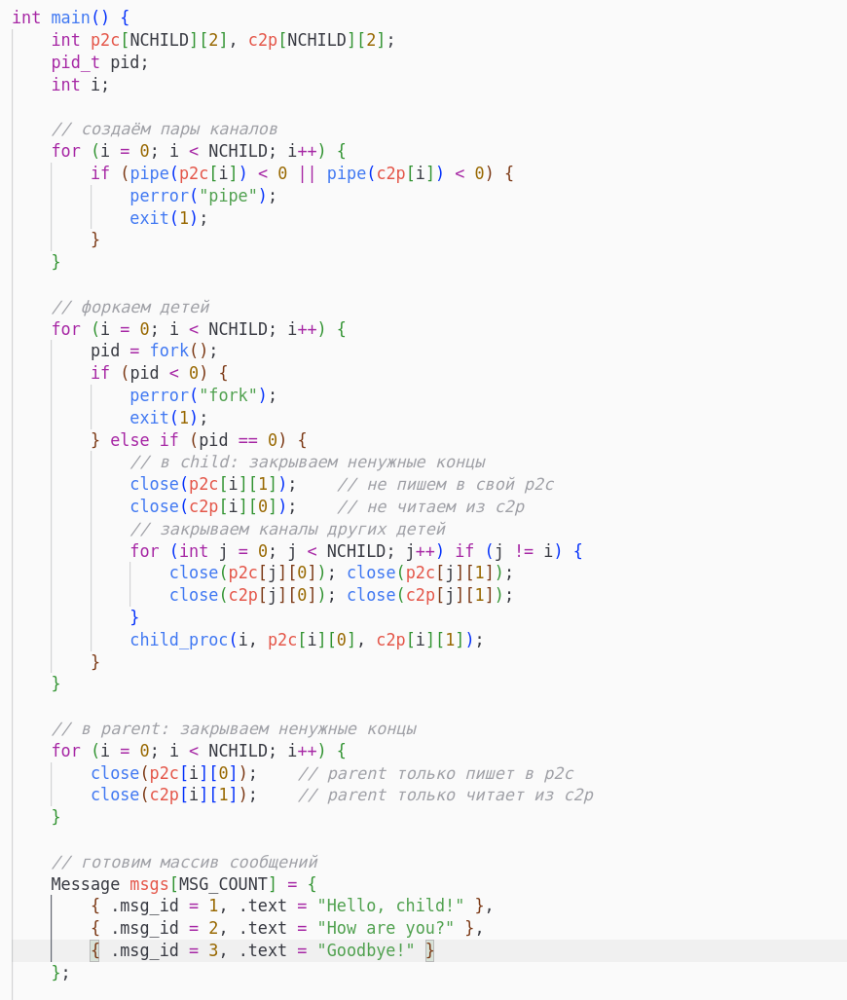 int main() {
    int p2c[NCHILD][2], c2p[NCHILD][2];
    pid_t pid;
    int i;

    // создаём пары каналов
    for (i = 0; i < NCHILD; i++) {
        if (pipe(p2c[i]) < 0 || pipe(c2p[i]) < 0) {
            perror("pipe");
            exit(1);
        }
    }

    // форкаем детей
    for (i = 0; i < NCHILD; i++) {
        pid = fork();
        if (pid < 0) {
            perror("fork");
            exit(1);
        } else if (pid == 0) {
            // в child: закрываем ненужные концы
            close(p2c[i][1]);    // не пишем в свой p2c
            close(c2p[i][0]);    // не читаем из c2p
            // закрываем каналы других детей
            for (int j = 0; j < NCHILD; j++) if (j != i) {
                close(p2c[j][0]); close(p2c[j][1]);
                close(c2p[j][0]); close(c2p[j][1]);
            }
            child_proc(i, p2c[i][0], c2p[i][1]);
        }
    }

    // в parent: закрываем ненужные концы
    for (i = 0; i < NCHILD; i++) {
        close(p2c[i][0]);    // parent только пишет в p2c
        close(c2p[i][1]);    // parent только читает из c2p
    }

    // готовим массив сообщений
    Message msgs[MSG_COUNT] = {
        { .msg_id = 1, .text = "Hello, child!" },
        { .msg_id = 2, .text = "How are you?" },
        { .msg_id = 3, .text = "Goodbye!" }
    };